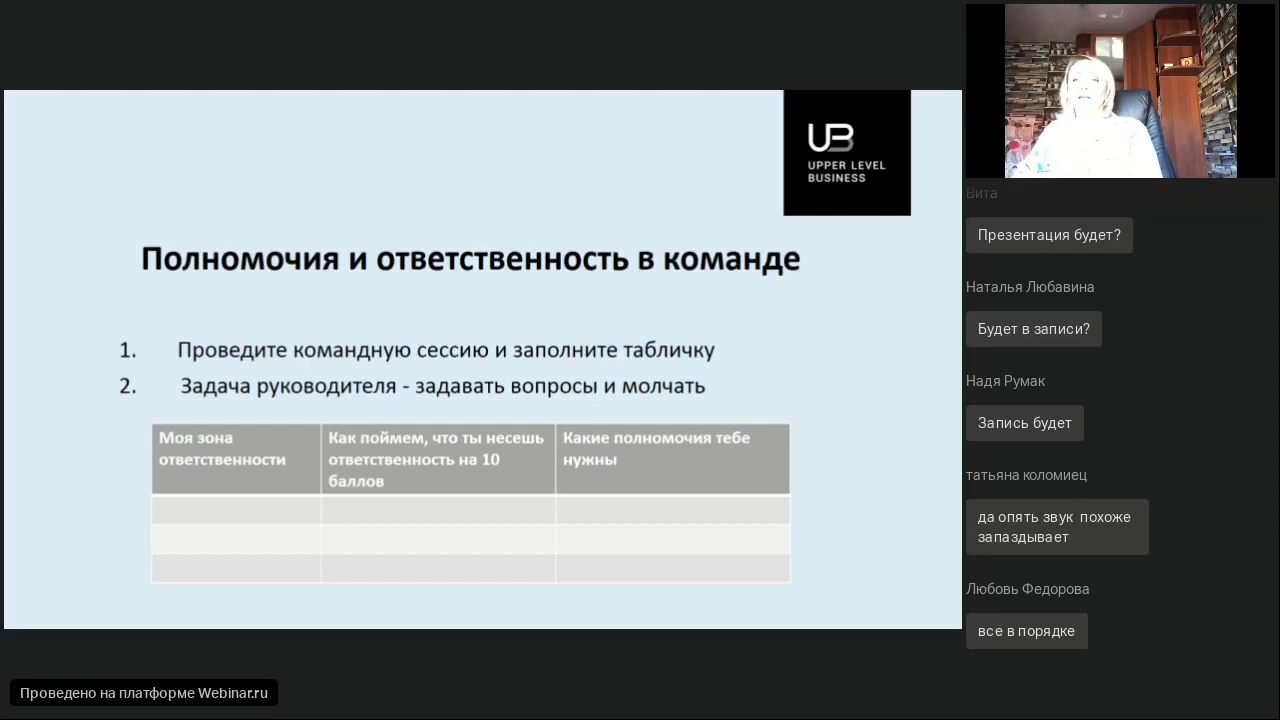 UB
UPPER LEVEL
BUSINESS
Полномочия и ответственность в команде
1. Проведите командную сессию и заполните табличку
2. Задача руководителя - задавать вопросы и молчать
Моя зона
ответственности
Как поймем, что ты несешь
ответственность на 10
баллов
Какие полномочия тебе
нужны
Вита
Презентация будет?
Наталья Любавина
Будет в записи?
Надя Румак
Запись будет
татьяна коломиец
да опять звук похоже
запаздывает
Любовь Федорова
все в порядке
Проведено на платформе Webinar.ru